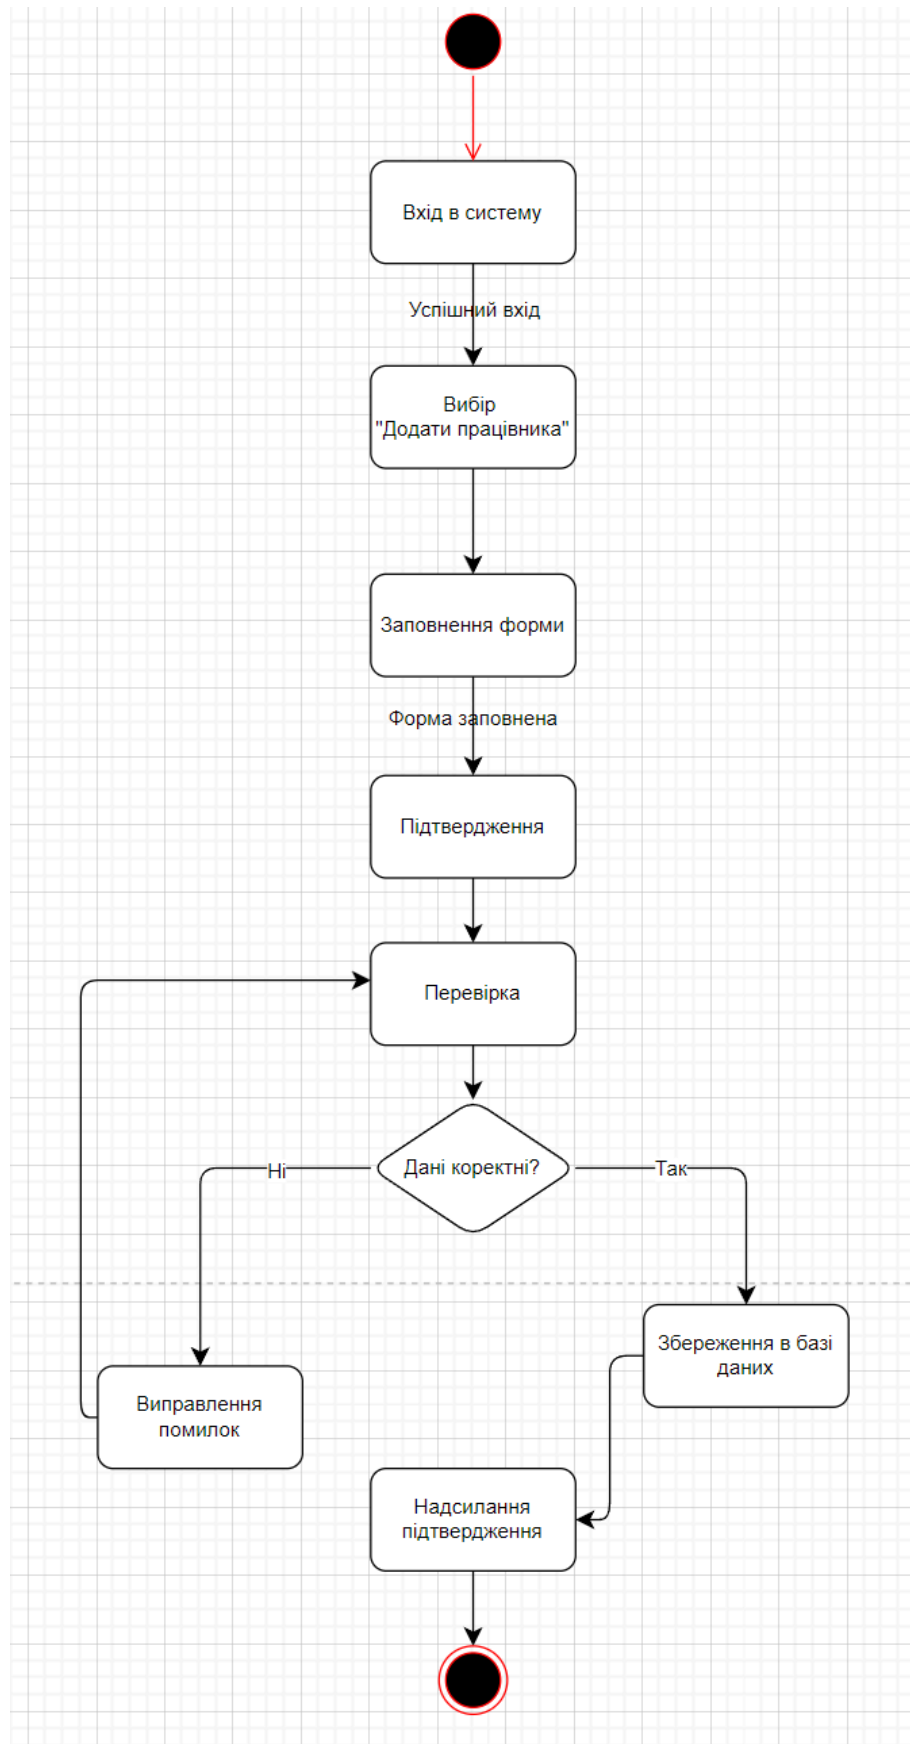 Вхід в систему
Успішний вхід
Вибір
"Додати працівника"
Заповнення форми
Форма заповнена
Підтвердження
Перевірка
Дані коректні?
Ні
Так
Збереження в базі
даних
Виправлення
помилок
Надсилання
підтвердження